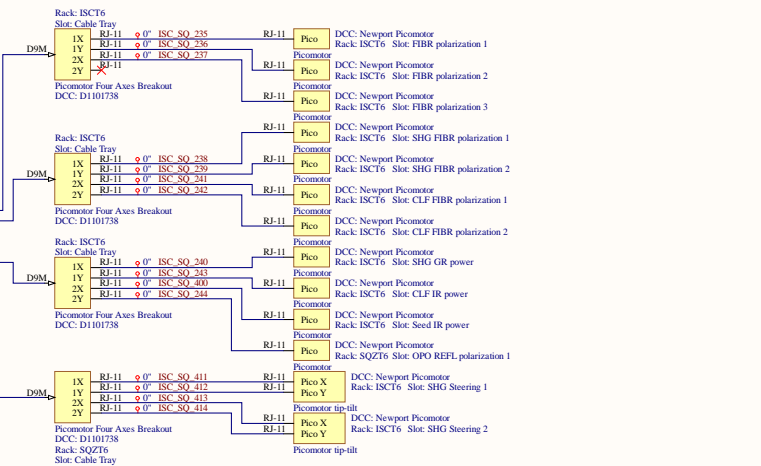 Rack: ISCT6
Slot: Cable Tray
D9M
1X RJ-11 0" ISC_SQ_235
1Y RJ-11 0" ISC_SQ_236
2X RJ-11 0" ISC_SQ_237
2Y RJ-11
Picomotor Four Axes Breakout
DCC: D1101738
RJ-11 Pico DCC: Newport Picomotor
Rack: ISCT6 Slot: FIBR polarization 1
Picomotor
RJ-11 Pico DCC: Newport Picomotor
Rack: ISCT6 Slot: FIBR polarization 2
Picomotor
RJ-11 Pico DCC: Newport Picomotor
Rack: ISCT6 Slot: FIBR polarization 3
Picomotor
Rack: ISCT6
Slot: Cable Tray
D9M
1X RJ-11 0" ISC_SQ_238
1Y RJ-11 0" ISC_SQ_239
2X RJ-11 0" ISC_SQ_241
2Y RJ-11 0" ISC_SQ_242
Picomotor Four Axes Breakout
DCC: D1101738
RJ-11 Pico DCC: Newport Picomotor
Rack: ISCT6 Slot: SHG FIBR polarization 1
Picomotor
RJ-11 Pico DCC: Newport Picomotor
Rack: ISCT6 Slot: SHG FIBR polarization 2
Picomotor
RJ-11 Pico DCC: Newport Picomotor
Rack: ISCT6 Slot: CLF FIBR polarization 1
Picomotor
RJ-11 Pico DCC: Newport Picomotor
Rack: ISCT6 Slot: CLF FIBR polarization 2
Picomotor
Rack: ISCT6
Slot: Cable Tray
D9M
1X RJ-11 0" ISC_SQ_240
1Y RJ-11 0" ISC_SQ_243
2X RJ-11 0" ISC_SQ_400
2Y RJ-11 0" ISC_SQ_244
Picomotor Four Axes Breakout
DCC: D1101738
RJ-11 Pico DCC: Newport Picomotor
Rack: ISCT6 Slot: SHG GR power
Picomotor
RJ-11 Pico DCC: Newport Picomotor
Rack: ISCT6 Slot: CLF IR power
Picomotor
RJ-11 Pico DCC: Newport Picomotor
Rack: ISCT6 Slot: Seed IR power
Picomotor
RJ-11 Pico DCC: Newport Picomotor
Rack: SQZT6 Slot: OPO REFL polarization 1
Picomotor
D9M
1X RJ-11 0" ISC_SQ_411
1Y RJ-11 0" ISC_SQ_412
2X RJ-11 0" ISC_SQ_413
2Y RJ-11 0" ISC_SQ_414
Picomotor Four Axes Breakout
DCC: D1101738
Rack: SQZT6
Slot: Cable Tray
RJ-11 Pico X DCC: Newport Picomotor
RJ-11 Pico Y Rack: ISCT6 Slot: SHG Steering 1
Picomotor tip-tilt
RJ-11 Pico X DCC: Newport Picomotor
RJ-11 Pico Y Rack: ISCT6 Slot: SHG Steering 2
Picomotor tip-tilt